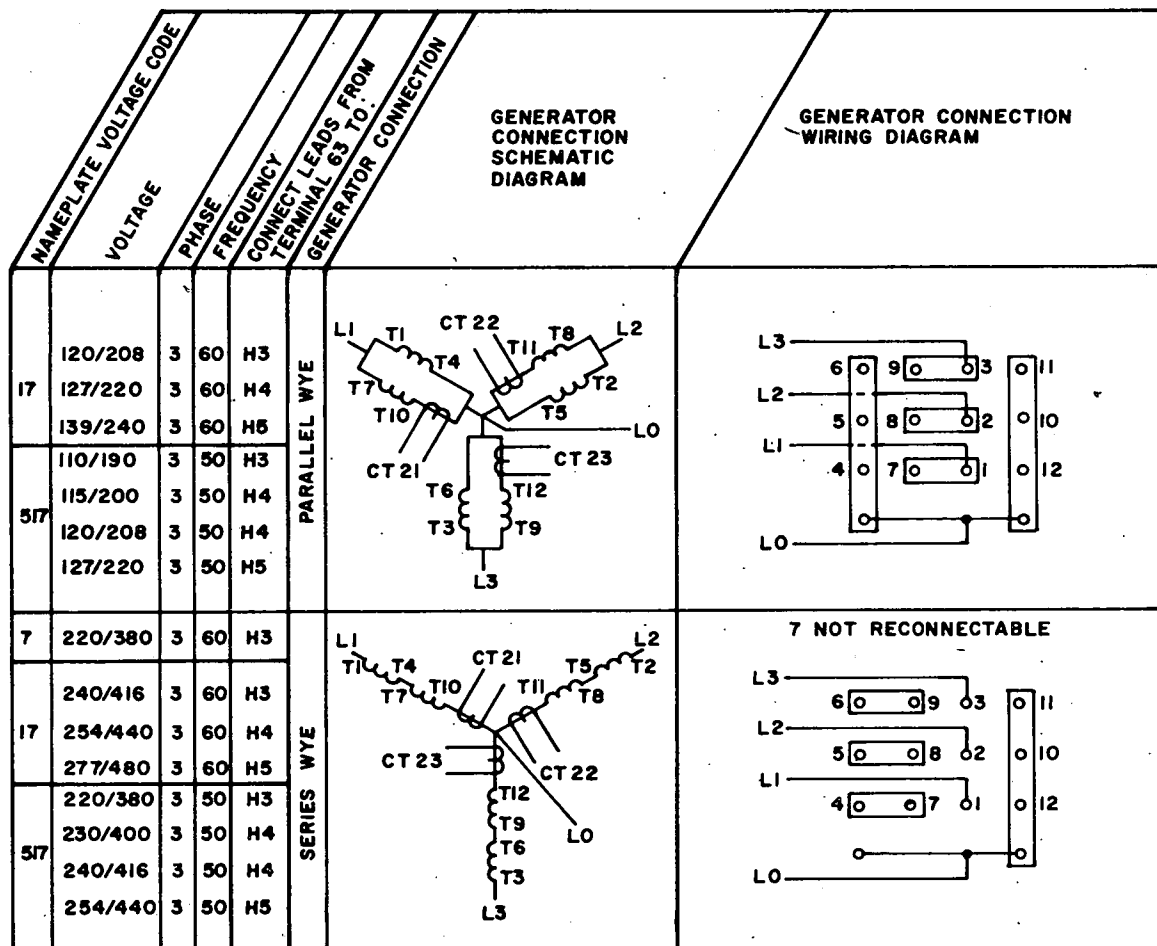 NAMEPLATE VOLTAGE CODE
VOLTAGE
PHASE
FREQUENCY
CONNECT LEADS FROM
TERMINAL 63 TO:
GENERATOR CONNECTION
GENERATOR
CONNECTION
SCHEMATIC
DIAGRAM
GENERATOR CONNECTION
WIRING DIAGRAM
17
120/208 3 60 H3
127/220 3 60 H4
139/240 3 60 H5
517
110/190 3 50 H3
115/200 3 50 H4
120/208 3 50 H4
127/220 3 50 H5
PARALLEL WYE
L1 T1 CT 22 T8 L2
T4 T11
T7 T2
T10 T5
L0
CT 21 CT 23
T6 T12
T3 T9
L3
L3
6 9 3 11
L2
5 8 2 10
L1
4 7 1 12
L0
7 220/380 3 60 H3
17
240/416 3 60 H3
254/440 3 60 H4
277/480 3 60 H5
517
220/380 3 50 H3
230/400 3 50 H4
240/416 3 50 H4
254/440 3 50 H5
SERIES WYE
L1 L2
T1 T4 CT 21 T5 T2
T7 T10 T11 T8
CT 23 CT 22
T12
T9 L0
T6
T3
L3
7 NOT RECONNECTABLE
L3
6 9 3 11
L2
5 8 2 10
L1
4 7 1 12
L0